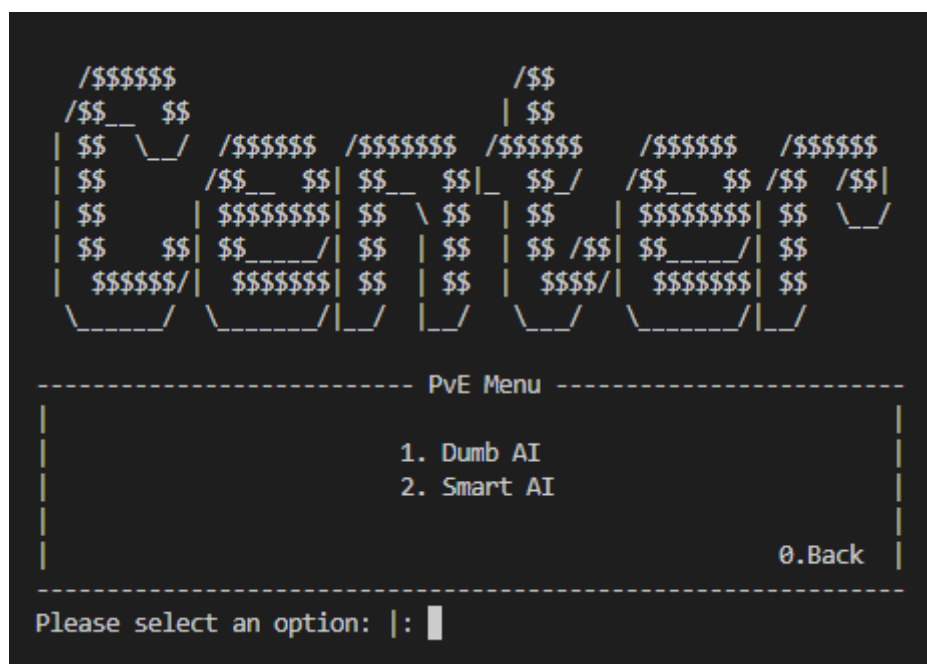 Center
---------------------------- PvE Menu -------------------------
1. Dumb AI
2. Smart AI
0.Back
Please select an option: |: